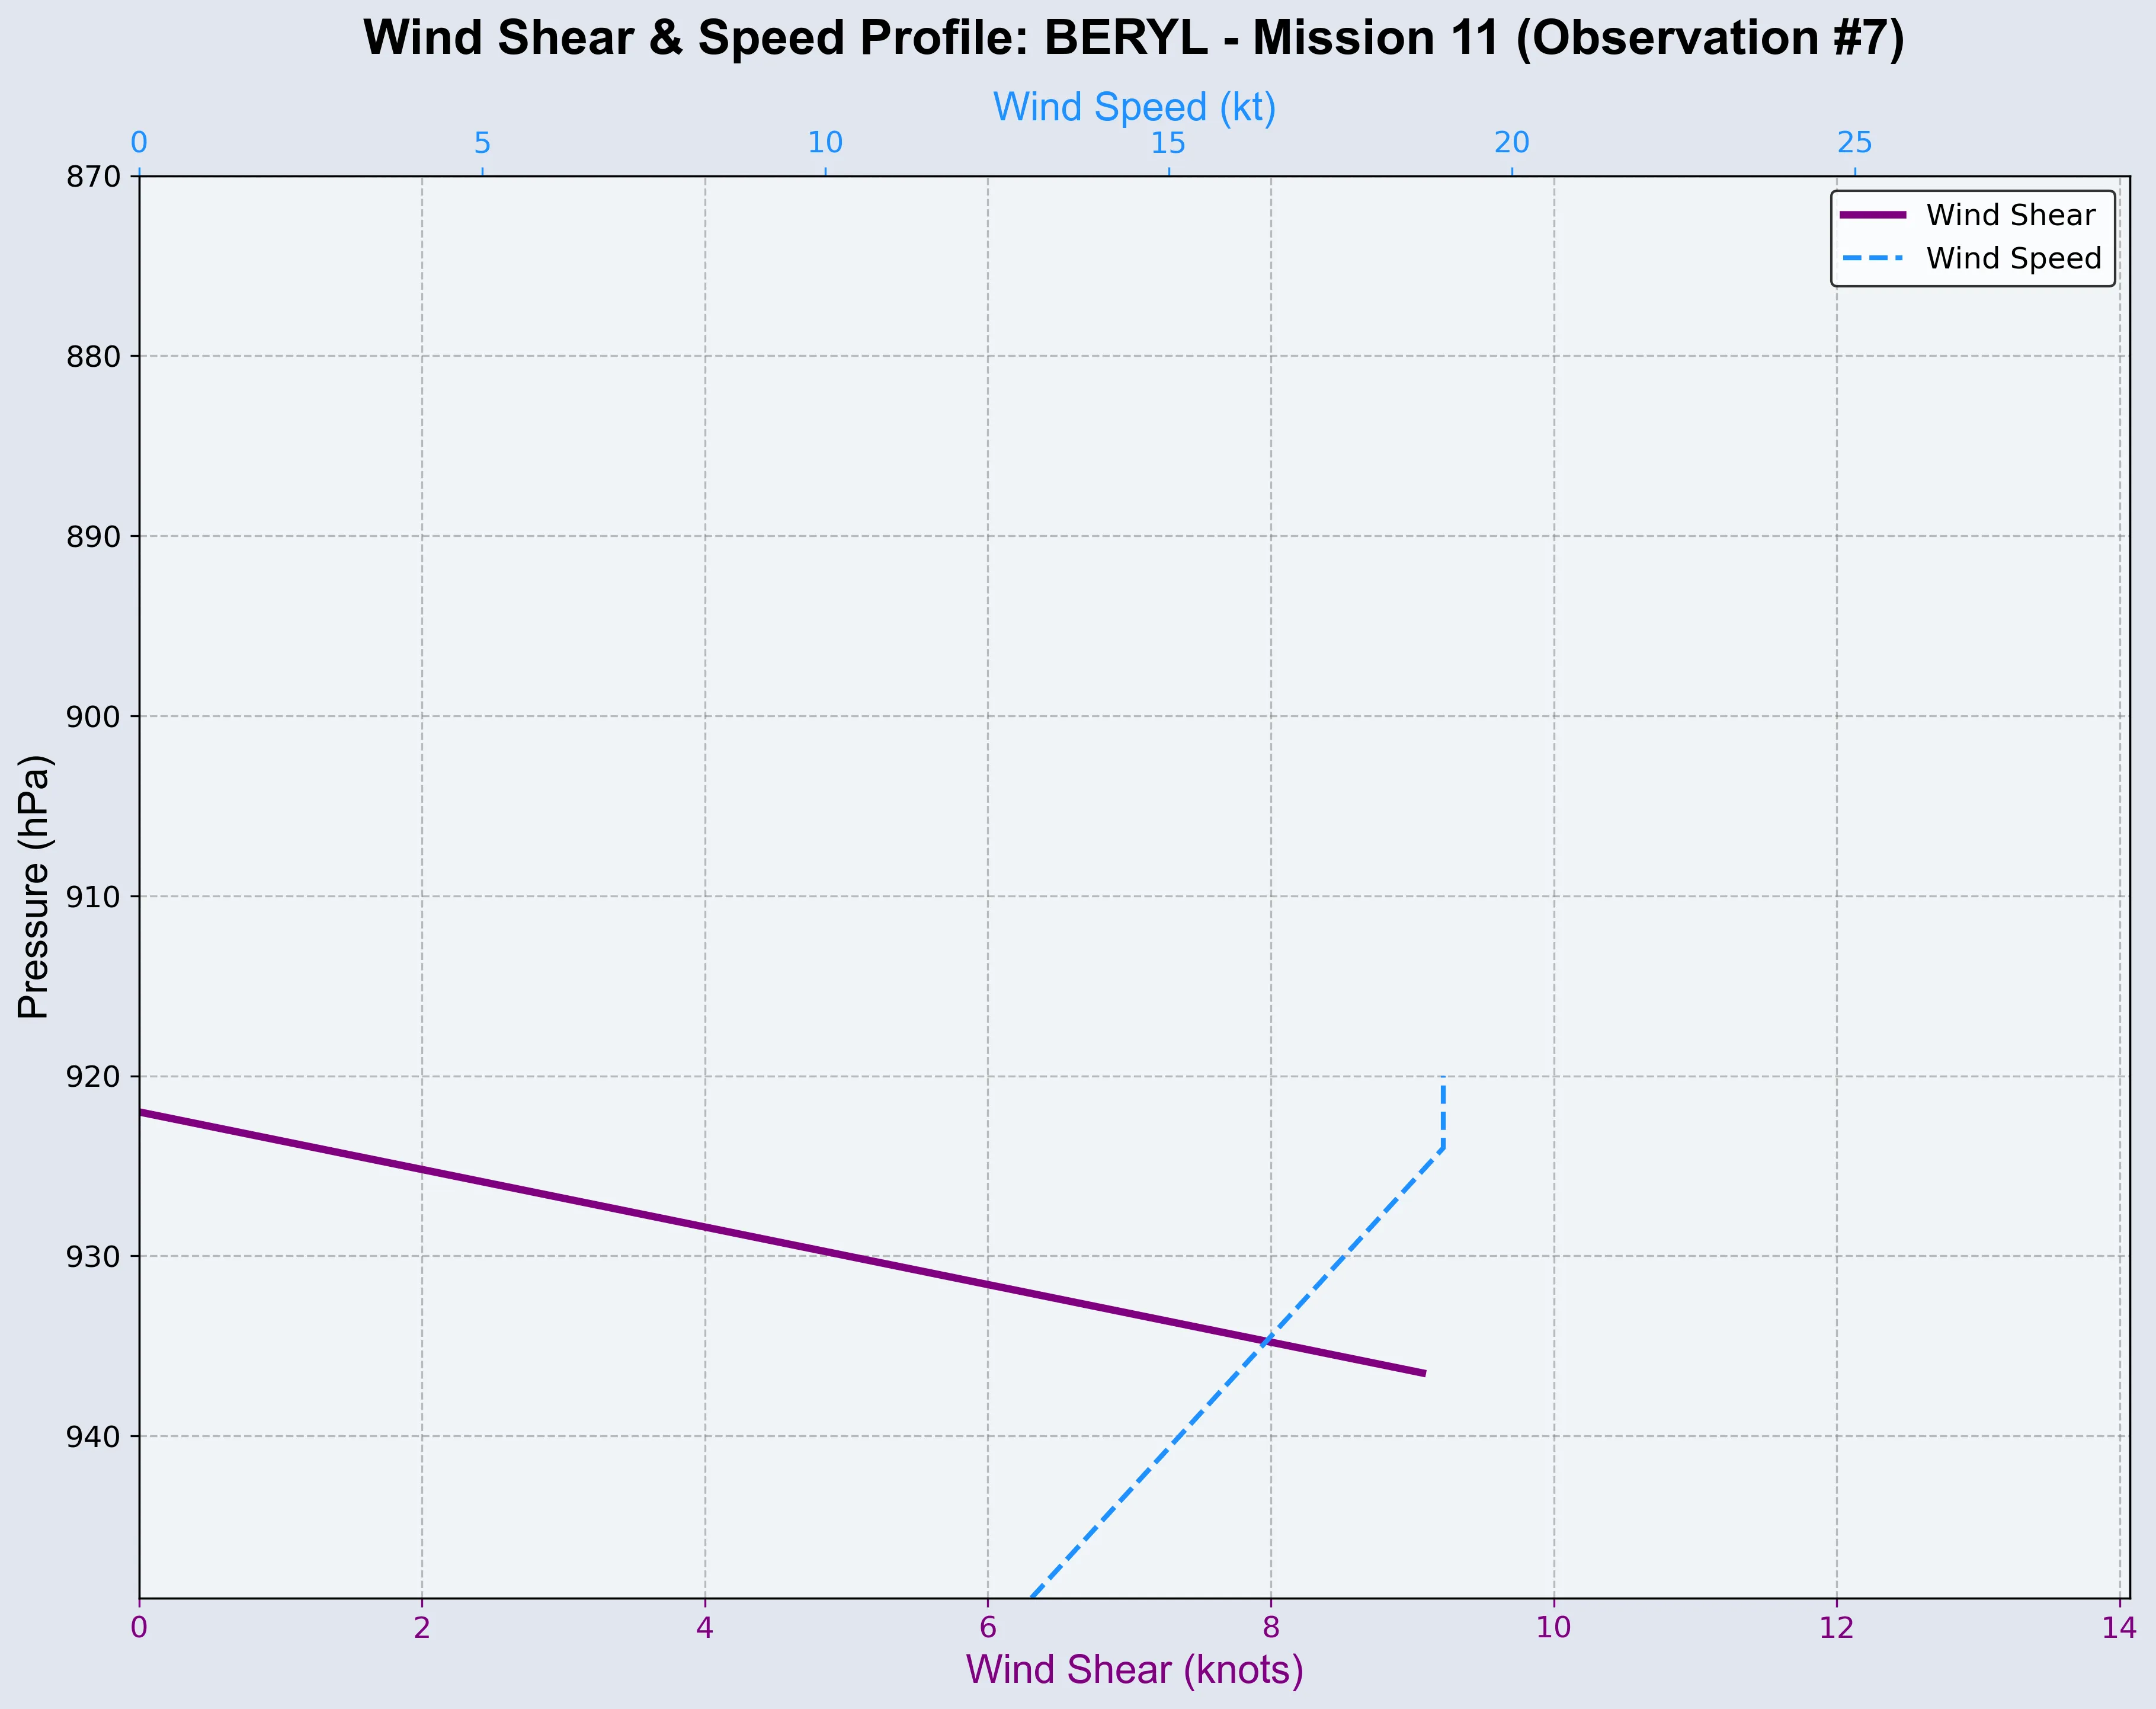 Wind Shear & Speed Profile: BERYL - Mission 11 (Observation #7)
Wind Speed (kt)
0 5 10 15 20 25
Wind Shear
Wind Speed
Pressure (hPa)
870
880
890
900
910
920
930
940
0 2 4 6 8 10 12 14
Wind Shear (knots)